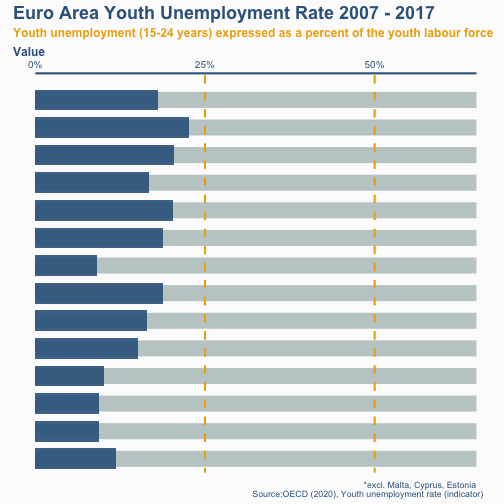 Euro Area Youth Unemployment Rate 2007 - 2017
Youth unemployment (15-24 years) expressed as a percent of the youth labour force
Value
0% 25% 50%
*excl. Malta, Cyprus, Estonia
Source:OECD (2020), Youth unemployment rate (indicator)